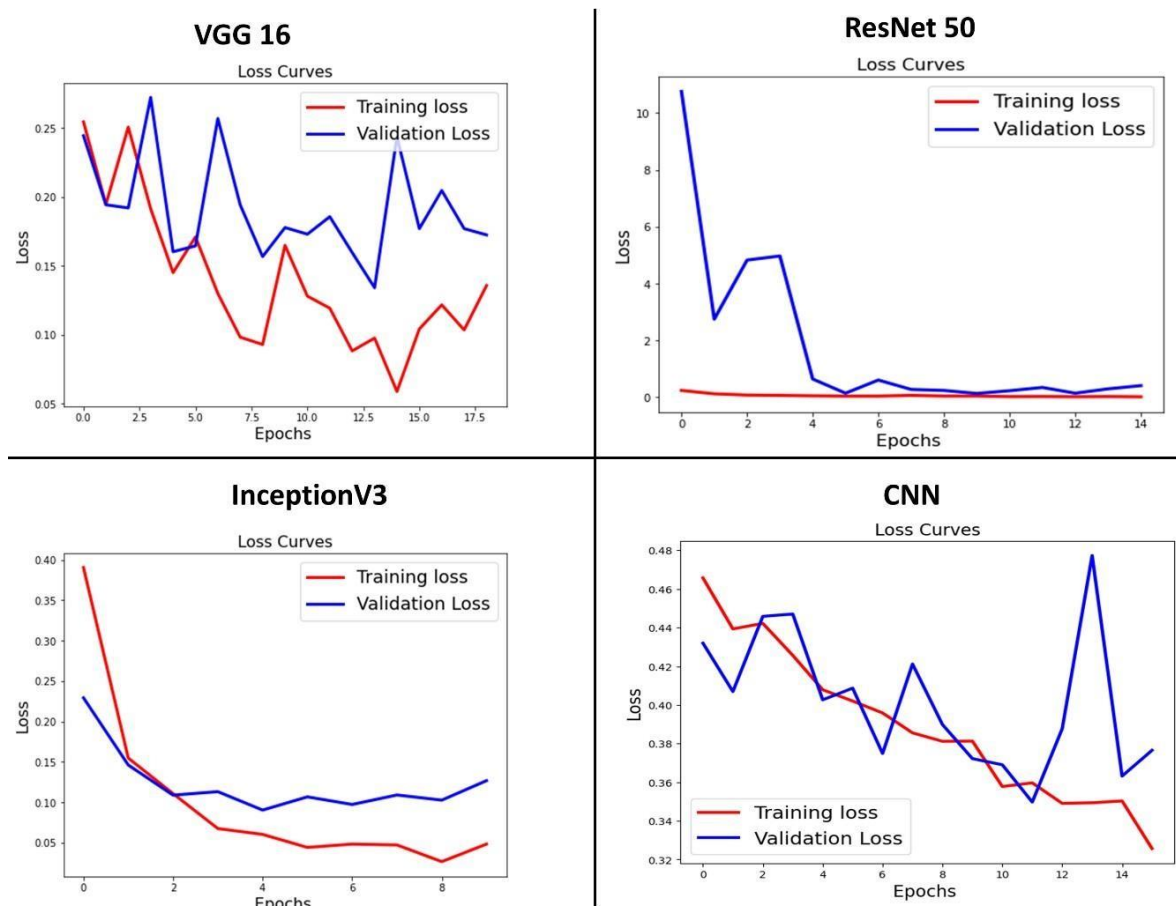 VGG 16
Loss Curves
Training loss
Validation Loss
0.25
0.20
0.15
0.10
0.05
Loss
0.0 2.5 5.0 7.5 10.0 12.5 15.0 17.5
Epochs
ResNet 50
Loss Curves
Training loss
Validation Loss
10
8
6
4
2
0
Loss
0 2 4 6 8 10 12 14
Epochs
InceptionV3
Loss Curves
Training loss
Validation Loss
0.40
0.35
0.30
0.25
0.20
0.15
0.10
0.05
Loss
0 2 4 6 8
Epochs
CNN
Loss Curves
0.48
0.46
0.44
0.42
0.40
0.38
0.36
0.34
0.32
Loss
Training loss
Validation Loss
0 2 4 6 8 10 12 14
Epochs